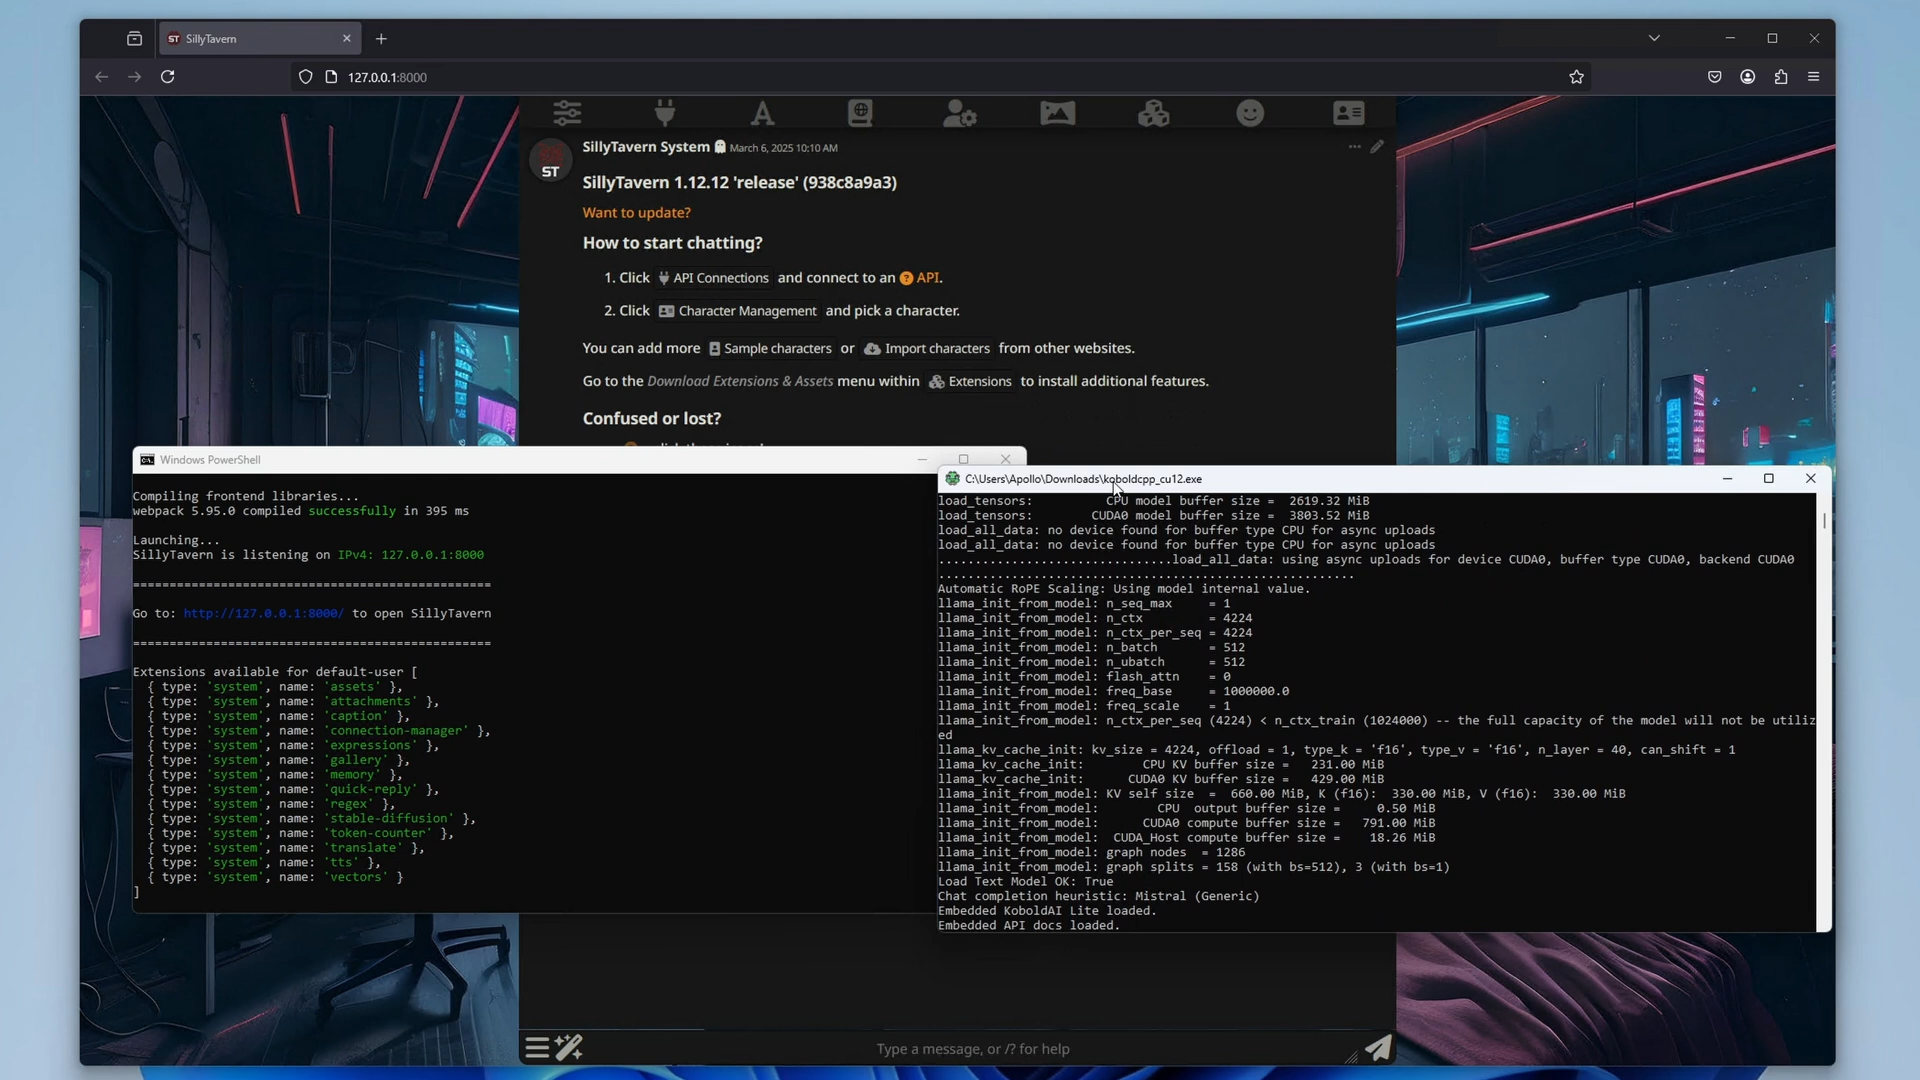 SillyTavern
127.0.0.1:8000
SillyTavern System March 6, 2025 10:10 AM
ST
SillyTavern 1.12.12 'release' (938c8a9a3)
Want to update?
How to start chatting?
1. Click API Connections and connect to an API.
2. Click Character Management and pick a character.
You can add more Sample characters or Import characters from other websites.
Go to the Download Extensions & Assets menu within Extensions to install additional features.
Confused or lost?
Windows PowerShell
Compiling frontend libraries...
webpack 5.95.0 compiled successfully in 395 ms
Launching...
SillyTavern is listening on IPv4: 127.0.0.1:8000
=================================================
Go to: http://127.0.0.1:8000/ to open SillyTavern
=================================================
Extensions available for default-user [
{ type: 'system', name: 'assets' },
{ type: 'system', name: 'attachments' },
{ type: 'system', name: 'caption' },
{ type: 'system', name: 'connection-manager' },
{ type: 'system', name: 'expressions' },
{ type: 'system', name: 'gallery' },
{ type: 'system', name: 'memory' },
{ type: 'system', name: 'quick-reply' },
{ type: 'system', name: 'regex' },
{ type: 'system', name: 'stable-diffusion' },
{ type: 'system', name: 'token-counter' },
{ type: 'system', name: 'translate' },
{ type: 'system', name: 'tts' },
{ type: 'system', name: 'vectors' }
]
C:\Users\Apollo\Downloads\koboldcpp_cu12.exe
load_tensors: CPU model buffer size = 2619.32 MiB
load_tensors: CUDA0 model buffer size = 3803.52 MiB
load_all_data: no device found for buffer type CPU for async uploads
load_all_data: no device found for buffer type CPU for async uploads
................................load_all_data: using async uploads for device CUDA0, buffer type CUDA0, backend CUDA0
.........................................................
Automatic RoPE Scaling: Using model internal value.
llama_init_from_model: n_seq_max = 1
llama_init_from_model: n_ctx = 4224
llama_init_from_model: n_ctx_per_seq = 4224
llama_init_from_model: n_batch = 512
llama_init_from_model: n_ubatch = 512
llama_init_from_model: flash_attn = 0
llama_init_from_model: freq_base = 1000000.0
llama_init_from_model: freq_scale = 1
llama_init_from_model: n_ctx_per_seq (4224) < n_ctx_train (1024000) -- the full capacity of the model will not be utiliz
ed
llama_kv_cache_init: kv_size = 4224, offload = 1, type_k = 'f16', type_v = 'f16', n_layer = 40, can_shift = 1
llama_kv_cache_init: CPU KV buffer size = 231.00 MiB
llama_kv_cache_init: CUDA0 KV buffer size = 429.00 MiB
llama_init_from_model: KV self size = 660.00 MiB, K (f16): 330.00 MiB, V (f16): 330.00 MiB
llama_init_from_model: CPU output buffer size = 0.50 MiB
llama_init_from_model: CUDA0 compute buffer size = 791.00 MiB
llama_init_from_model: CUDA_Host compute buffer size = 18.26 MiB
llama_init_from_model: graph nodes = 1286
llama_init_from_model: graph splits = 158 (with bs=512), 3 (with bs=1)
Load Text Model OK: True
Chat completion heuristic: Mistral (Generic)
Embedded KoboldAI Lite loaded.
Embedded API docs loaded.
Type a message, or /? for help